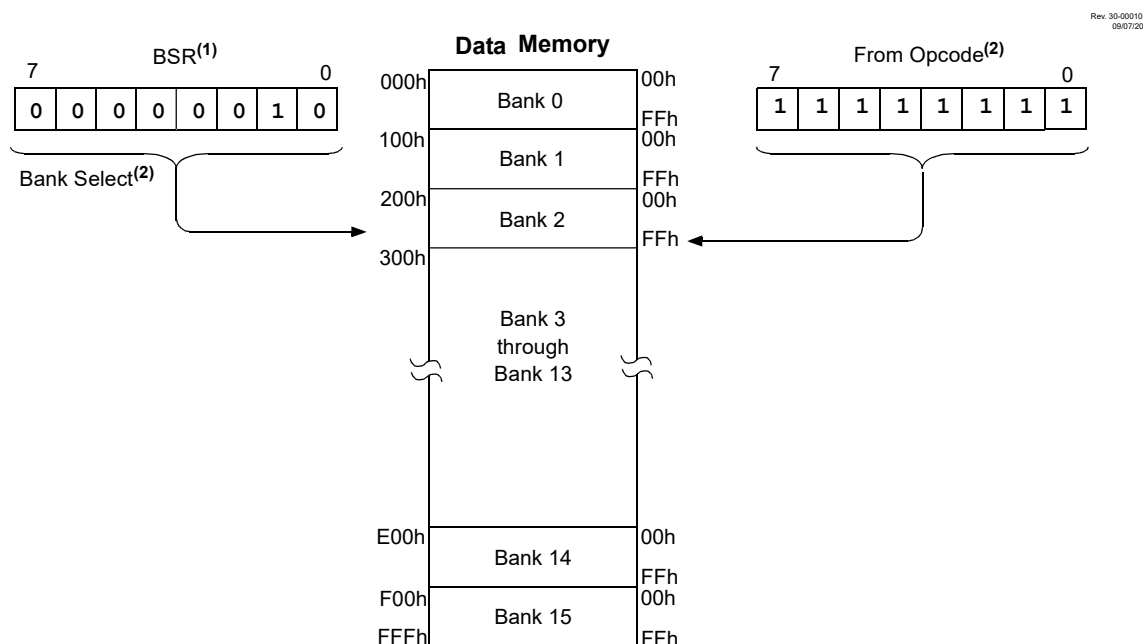 Rev. 30-00010
09/07/20
Data Memory
BSR(1)
7 0
0 0 0 0 0 0 1 0
Bank Select(2)
From Opcode(2)
7 0
1 1 1 1 1 1 1 1
000h
Bank 0
00h
FFh
100h
Bank 1
00h
FFh
200h
Bank 2
00h
FFh
300h
Bank 3
through
Bank 13
E00h
Bank 14
00h
FFh
F00h
Bank 15
00h
FFFh
FFh